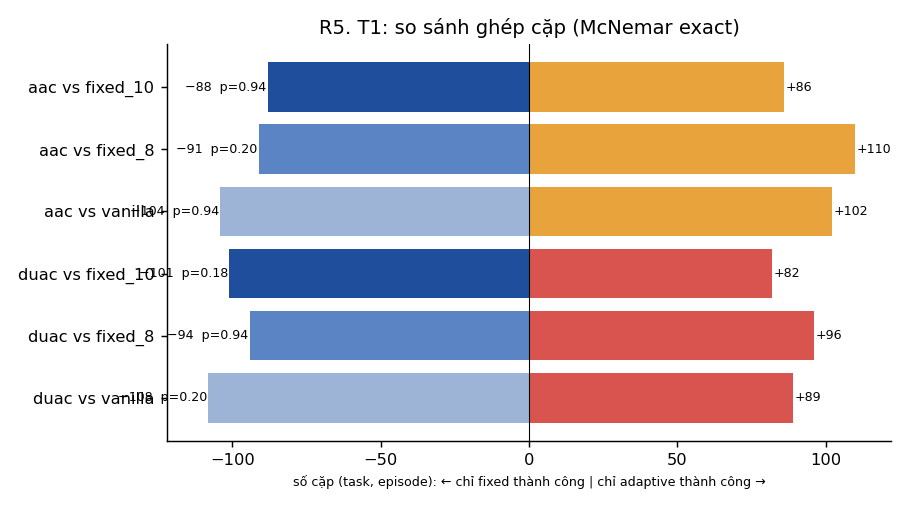 R5. T1: so sánh ghép cặp (McNemar exact)
aac vs fixed_10
−88 p=0.94
+86
aac vs fixed_8
−91 p=0.20
+110
aac vs vanilla
−104 p=0.94
+102
duac vs fixed_10
−101 p=0.18
+82
duac vs fixed_8
−94 p=0.94
+96
duac vs vanilla
−108 p=0.20
+89
−100
−50
0
50
100
số cặp (task, episode): ← chỉ fixed thành công | chỉ adaptive thành công →